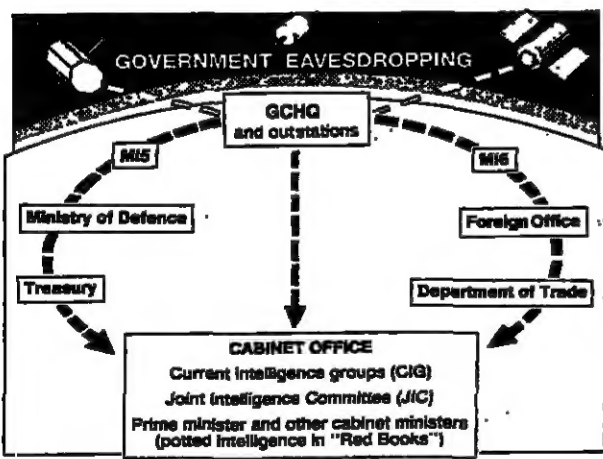 GOVERNMENT EAVESDROPPING
GCHQ
and outstations
MI5
MI6
Ministry of Defence
Foreign Office
Treasury
Department of Trade
CABINET OFFICE
Current intelligence groups (CIG)
Joint Intelligence Committee (JIC)
Prime minister and other cabinet ministers
(potted intelligence in "Red Books")